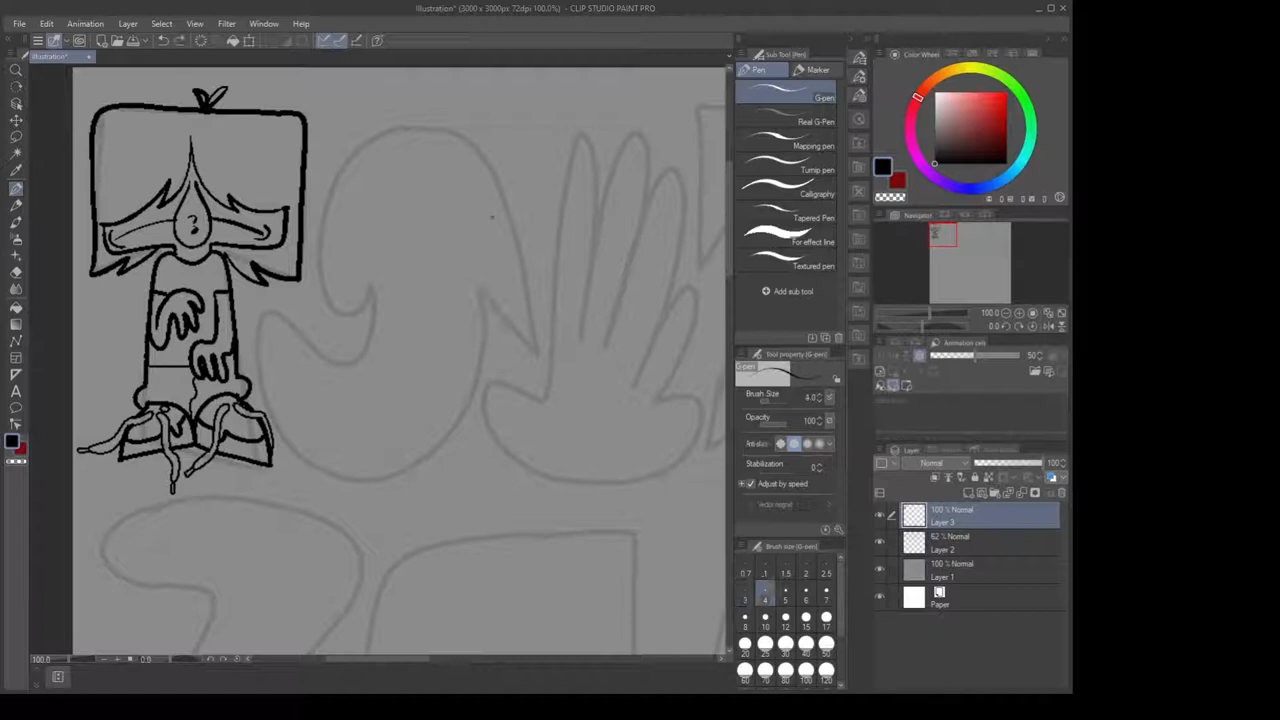 Illustration* (3000 x 3000px 72dpi 100.0%) - CLIP STUDIO PAINT PRO
File Edit Animation Layer Select View Filter Window Help
Illustration*
Sub Tool (Pen)
Pen
Marker
G-pen
Real G-Pen
Mapping pen
Turnip pen
Calligraphy
Tapered Pen
For effect line
Textured pen
Add sub tool
Tool property (G-pen)
G-pen
Brush Size 4.0
Opacity 100
Stabilization 0
Adjust by speed
Vector magnet
Brush size (G-pen)
0.7 1 1.5 2 2.5
3 4 5 6 7
8 10 12 15 17
20 25 30 40 50
60 70 80 100 120
Color Wheel
0 0 0
Navigator
100.0
0.0
Animation cels
50
Layer
Normal 100
100 % Normal
Layer 3
52 % Normal
Layer 2
100 % Normal
Layer 1
Paper
100.0 0.0